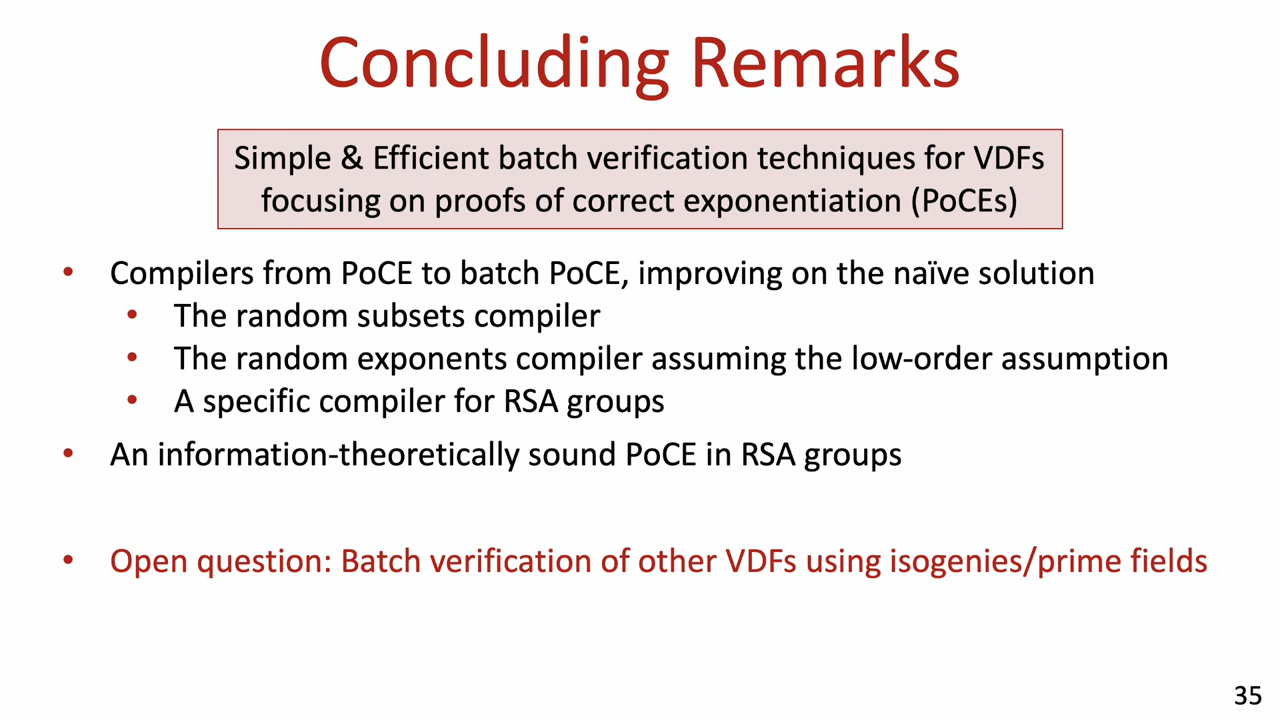 Concluding Remarks
Simple & Efficient batch verification techniques for VDFs
focusing on proofs of correct exponentiation (PoCEs)
• Compilers from PoCE to batch PoCE, improving on the naïve solution
• The random subsets compiler
• The random exponents compiler assuming the low-order assumption
• A specific compiler for RSA groups
• An information-theoretically sound PoCE in RSA groups
• Open question: Batch verification of other VDFs using isogenies/prime fields
35